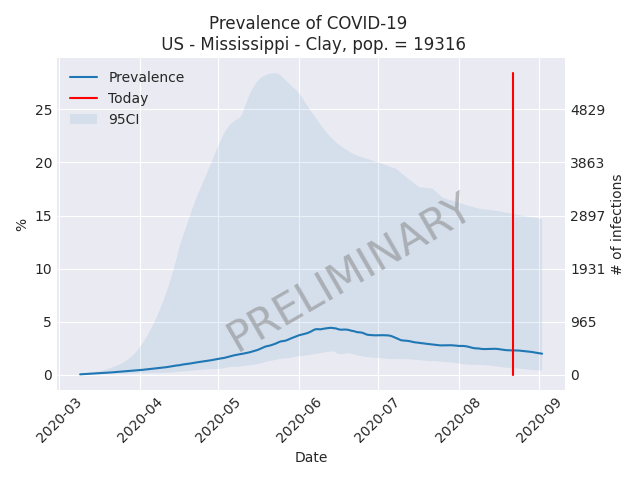 Prevalence of COVID-19
US - Mississippi - Clay, pop. = 19316
Prevalence
Today
95CI
25
20
15
10
5
0
%
4829
3863
2897
1931
965
0
# of infections
PRELIMINARY
2020-03
2020-04
2020-05
2020-06
2020-07
2020-08
2020-09
Date